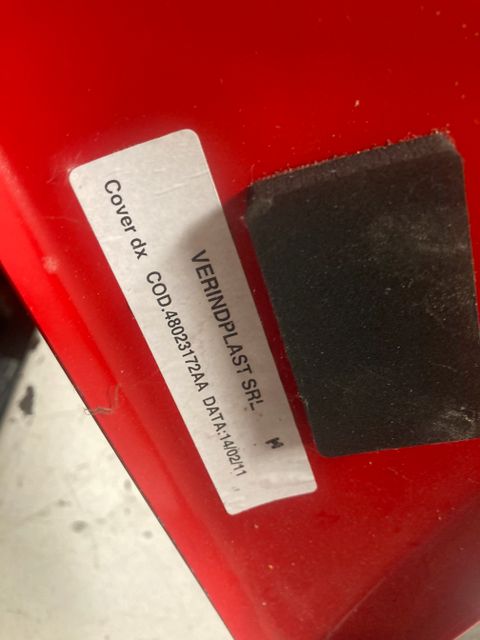 VERINDPLAST SRL
Cover dx COD.48023172AA DATA:14/02/11